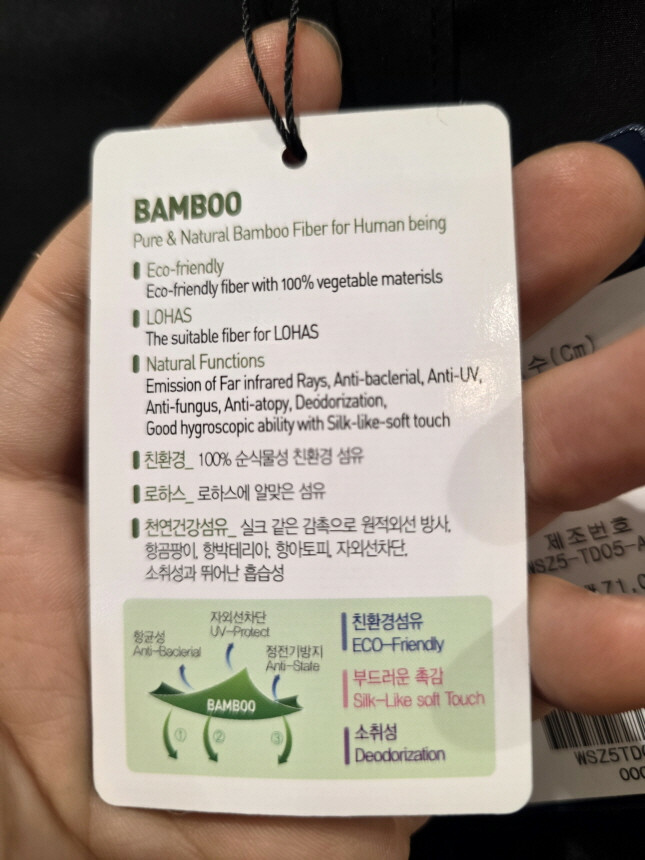 BAMBOO
Pure & Natural Bamboo Fiber for Human being
Eco-friendly
Eco-friendly fiber with 100% vegetable materisls
LOHAS
The suitable fiber for LOHAS
Natural Functions
Emission of Far infrared Rays, Anti-baclerial, Anti-UV,
Anti-fungus, Anti-atopy, Deodorization,
Good hygroscopic ability with Silk-like-soft touch
친환경_ 100% 순식물성 친환경 섬유
로하스_ 로하스에 알맞은 섬유
천연건강섬유_ 실크 같은 감촉으로 원적외선 방사,
항곰팡이, 항박테리아, 항아토피, 자외선차단,
소취성과 뛰어난 흡습성
항균성
Anti-Bacierial
자외선차단
UV-Protect
정전기방지
Anti-State
BAMBOO
① ② ③
친환경섬유
ECO-Friendly
부드러운 촉감
Silk-Like soft Touch
소취성
Deodorization
수(Cm)
제조번호
WSZ5-TD05-A
WSZ5TD
000